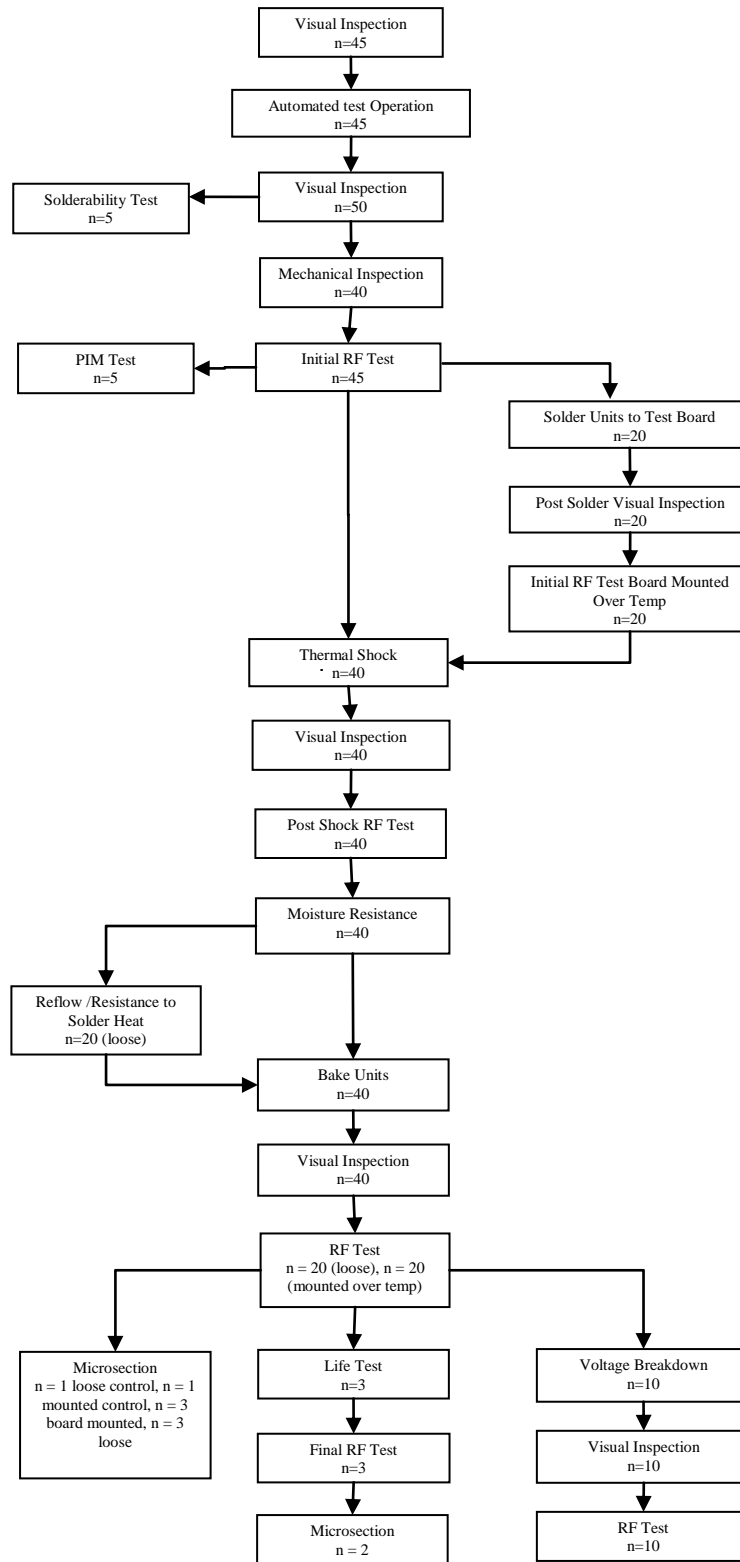 Visual Inspection
n=45
Automated test Operation
n=45
Solderability Test
n=5
Visual Inspection
n=50
Mechanical Inspection
n=40
PIM Test
n=5
Initial RF Test
n=45
Solder Units to Test Board
n=20
Post Solder Visual Inspection
n=20
Initial RF Test Board Mounted
Over Temp
n=20
Thermal Shock
n=40
Visual Inspection
n=40
Post Shock RF Test
n=40
Moisture Resistance
n=40
Reflow /Resistance to
Solder Heat
n=20 (loose)
Bake Units
n=40
Visual Inspection
n=40
RF Test
n = 20 (loose), n = 20
(mounted over temp)
Microsection
n = 1 loose control, n = 1
mounted control, n = 3
board mounted, n = 3
loose
Life Test
n=3
Final RF Test
n=3
Microsection
n = 2
Voltage Breakdown
n=10
Visual Inspection
n=10
RF Test
n=10